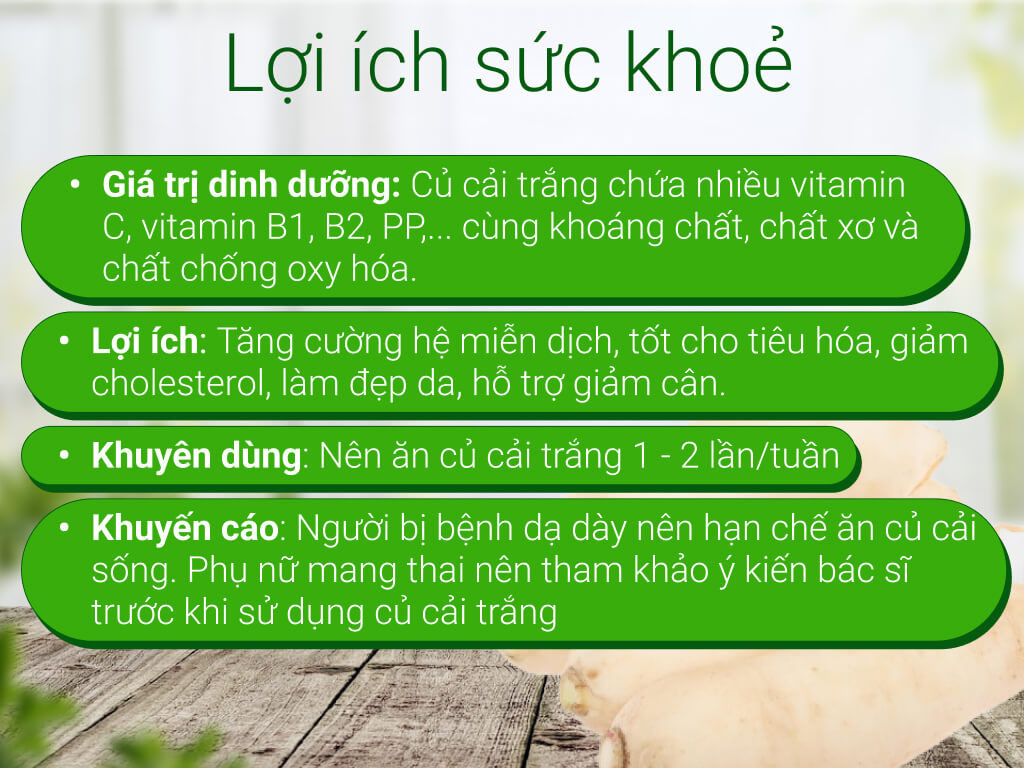 Lợi ích sức khoẻ
• Giá trị dinh dưỡng: Củ cải trắng chứa nhiều vitamin
C, vitamin B1, B2, PP,... cùng khoáng chất, chất xơ và
chất chống oxy hóa.
• Lợi ích: Tăng cường hệ miễn dịch, tốt cho tiêu hóa, giảm
cholesterol, làm đẹp da, hỗ trợ giảm cân.
• Khuyên dùng: Nên ăn củ cải trắng 1 - 2 lần/tuần
• Khuyến cáo: Người bị bệnh dạ dày nên hạn chế ăn củ cải
sống. Phụ nữ mang thai nên tham khảo ý kiến bác sĩ
trước khi sử dụng củ cải trắng